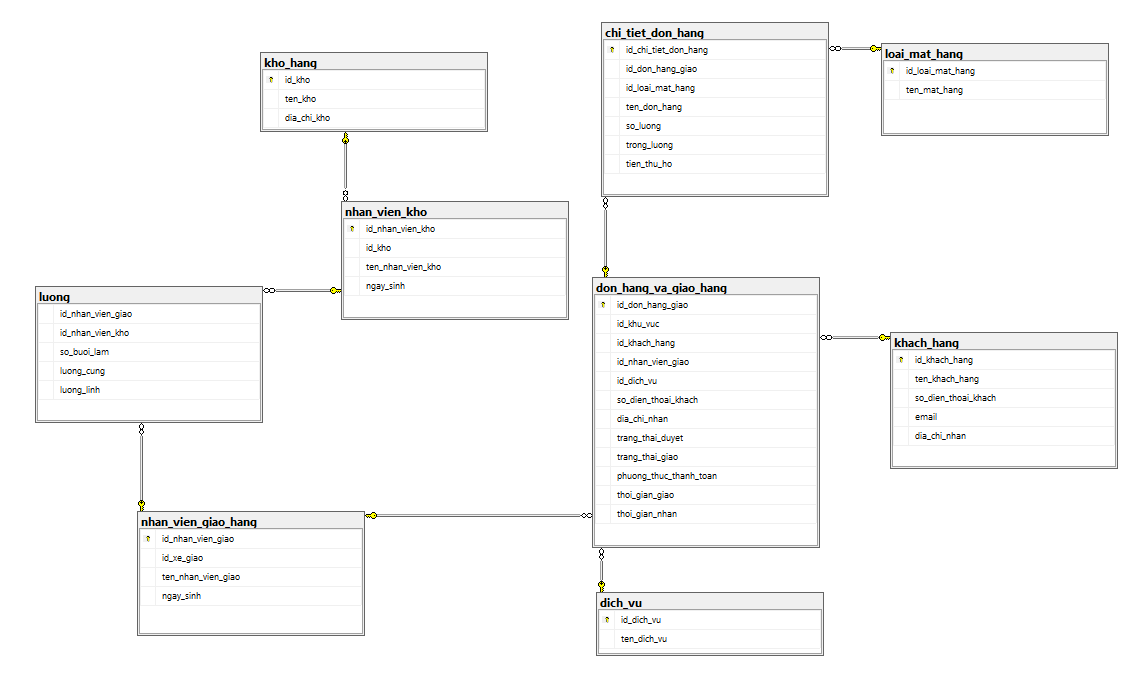 kho_hang
id_kho
ten_kho
dia_chi_kho
chi_tiet_don_hang
id_chi_tiet_don_hang
id_don_hang_giao
id_loai_mat_hang
ten_don_hang
so_luong
trong_luong
tien_thu_ho
loai_mat_hang
id_loai_mat_hang
ten_mat_hang
nhan_vien_kho
id_nhan_vien_kho
id_kho
ten_nhan_vien_kho
ngay_sinh
luong
id_nhan_vien_giao
id_nhan_vien_kho
so_buoi_lam
luong_cung
luong_linh
don_hang_va_giao_hang
id_don_hang_giao
id_khu_vuc
id_khach_hang
id_nhan_vien_giao
id_dich_vu
so_dien_thoai_khach
dia_chi_nhan
trang_thai_duyet
trang_thai_giao
phuong_thuc_thanh_toan
thoi_gian_giao
thoi_gian_nhan
khach_hang
id_khach_hang
ten_khach_hang
so_dien_thoai_khach
email
dia_chi_nhan
nhan_vien_giao_hang
id_nhan_vien_giao
id_xe_giao
ten_nhan_vien_giao
ngay_sinh
dich_vu
id_dich_vu
ten_dich_vu